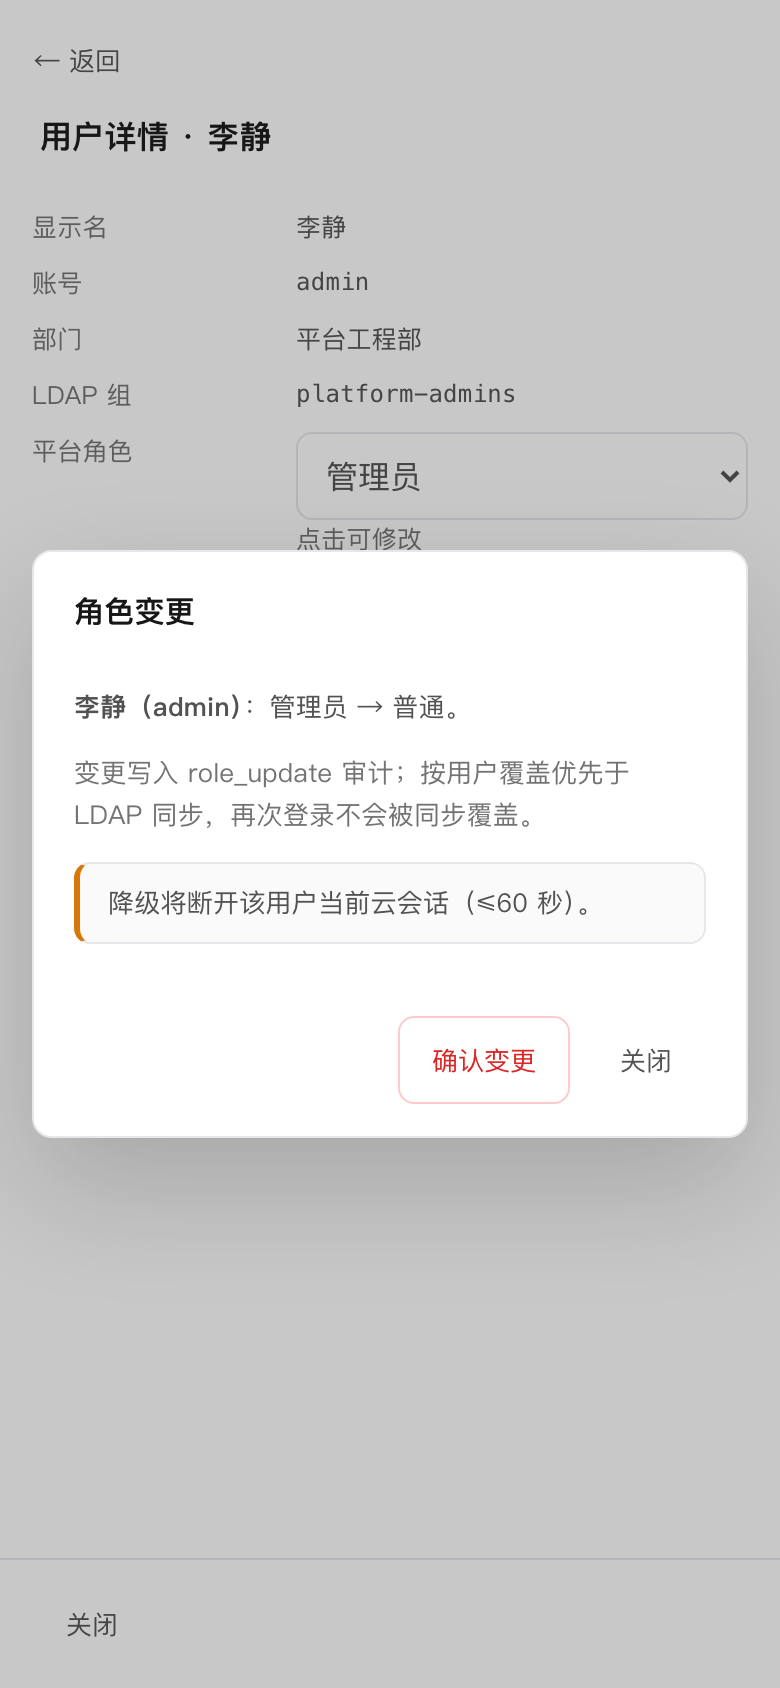 ← 返回
用户详情 · 李静
显示名
李静
账号
admin
部门
平台工程部
LDAP 组
platform-admins
平台角色
管理员
点击可修改
角色变更
李静（admin）：管理员 → 普通。
变更写入 role_update 审计；按用户覆盖优先于
LDAP 同步，再次登录不会被同步覆盖。
降级将断开该用户当前云会话（≤60 秒）。
确认变更
关闭
关闭